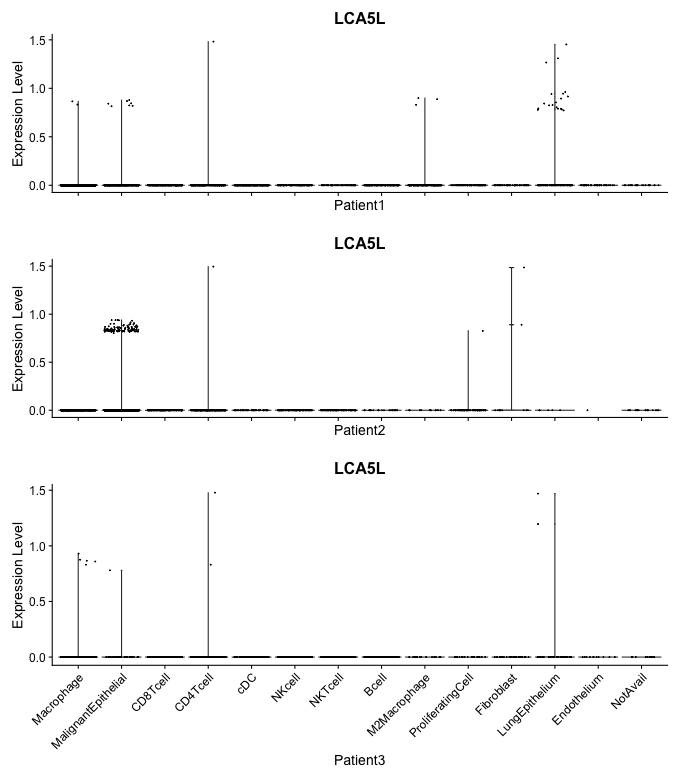 LCA5L
Expression Level
1.5
1.0
0.5
0.0
Patient1
LCA5L
Expression Level
1.5
1.0
0.5
0.0
Patient2
LCA5L
Expression Level
1.5
1.0
0.5
0.0
Macrophage
MalignantEpithelial
CD8Tcell
CD4Tcell
cDC
NKcell
NKTcell
Bcell
M2Macrophage
ProliferatingCell
Fibroblast
LungEpithelium
Endothelium
NotAvail
Patient3